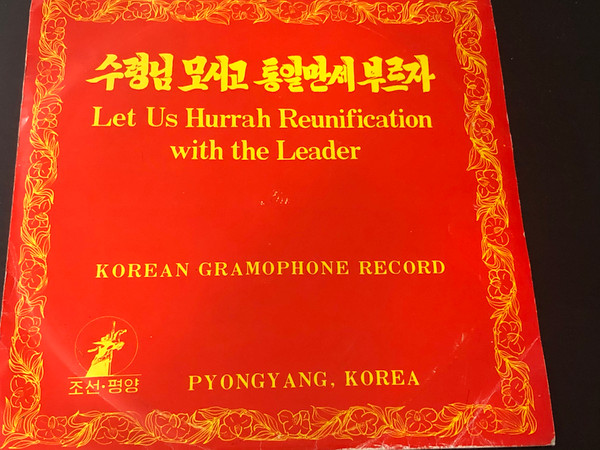 수령님 모시고 통일만세 부르자
Let Us Hurrah Reunification
with the Leader
KOREAN GRAMOPHONE RECORD
조선·평양
PYONGYANG, KOREA